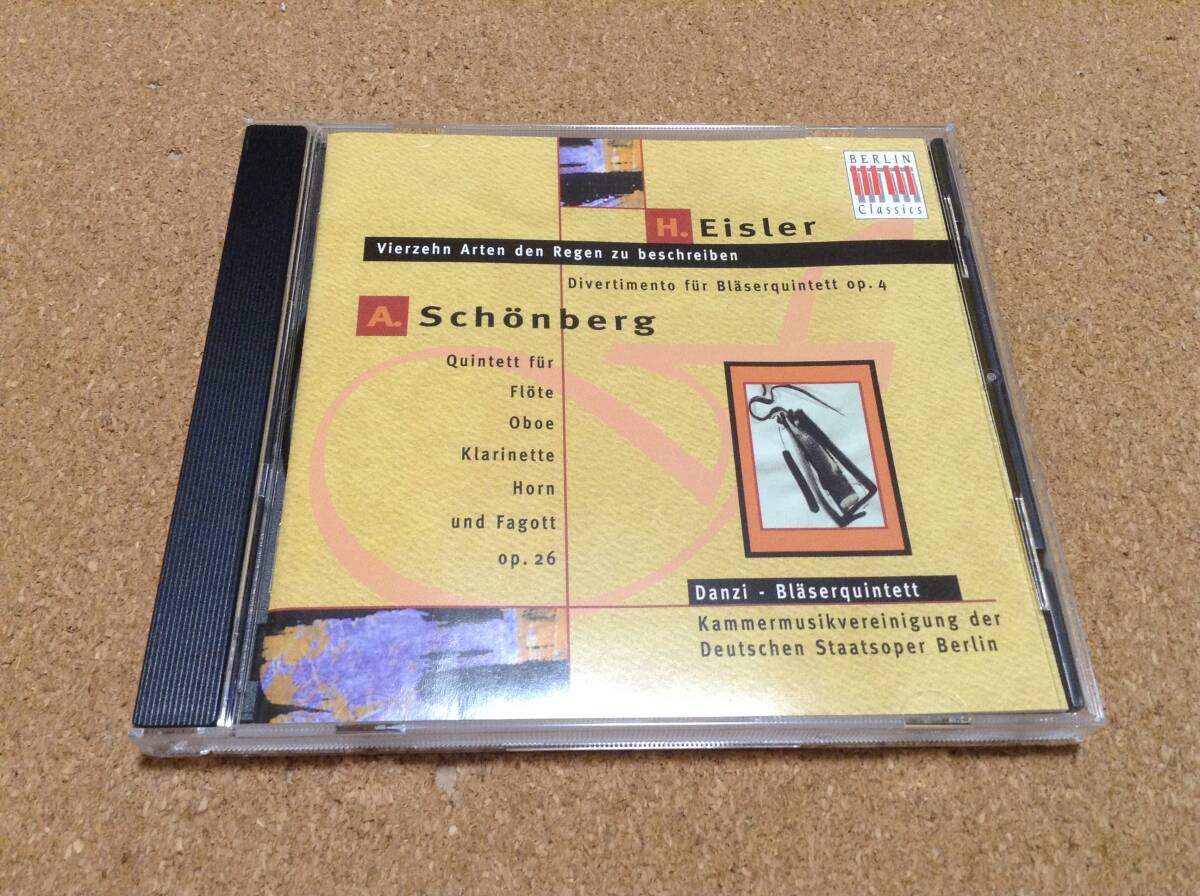 BERLIN
Classics
H. Eisler
Vierzehn Arten den Regen zu beschreiben
Divertimento für Bläserquintett op. 4
A. Schönberg
Quintett für
Flöte
Oboe
Klarinette
Horn
und Fagott
op. 26
Danzi - Bläserquintett
Kammermusikvereinigung der
Deutschen Staatsoper Berlin